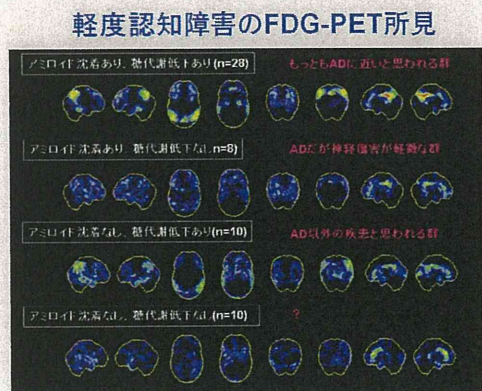 軽度認知障害のFDG-PET所見
アミロイド沈着あり、糖代謝低下あり(n=28)
もっともADに近いと思われる群
アミロイド沈着あり、糖代謝低下なし n=8)
ADだが神経傷害が軽微な群
アミロイド沈着なし、糖代謝低下あり(n=10)
AD以外の疾患と思われる群
アミロイド沈着なし、糖代謝低下なし(n=10)
?